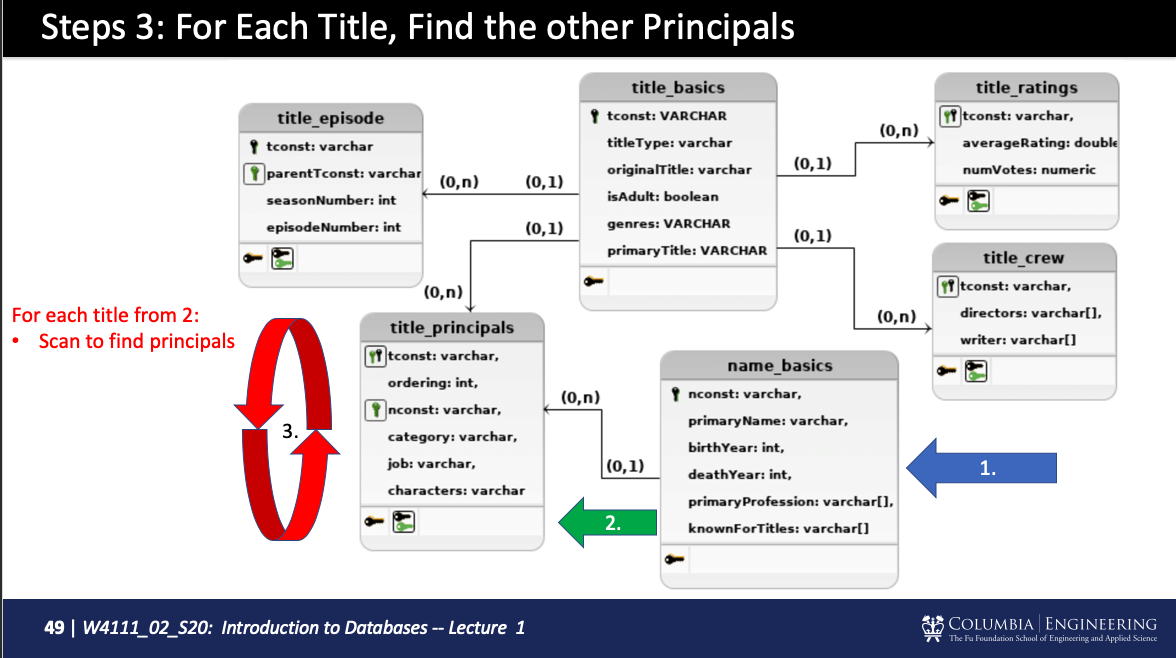 Steps 3: For Each Title, Find the other Principals
title_episode
tconst: varchar
parentTconst: varchar
seasonNumber: int
episodeNumber: int
title_basics
tconst: VARCHAR
titleType: varchar
originalTitle: varchar
isAdult: boolean
genres: VARCHAR
primaryTitle: VARCHAR
title_ratings
tconst: varchar,
averageRating: double
numVotes: numeric
(0,n)
(0,1)
(0,1)
(0,n)
(0,1)
(0,n)
(0,1)
(0,n)
title_crew
tconst: varchar,
directors: varchar[],
writer: varchar[]
For each title from 2:
• Scan to find principals
3.
title_principals
tconst: varchar,
ordering: int,
nconst: varchar,
category: varchar,
job: varchar,
characters: varchar
(0,n)
(0,1)
name_basics
nconst: varchar,
primaryName: varchar,
birthYear: int,
deathYear: int,
primaryProfession: varchar[],
knownForTitles: varchar[]
1.
2.
49 | W4111_02_S20: Introduction to Databases -- Lecture 1
COLUMBIA | ENGINEERING
The Fu Foundation School of Engineering and Applied Science